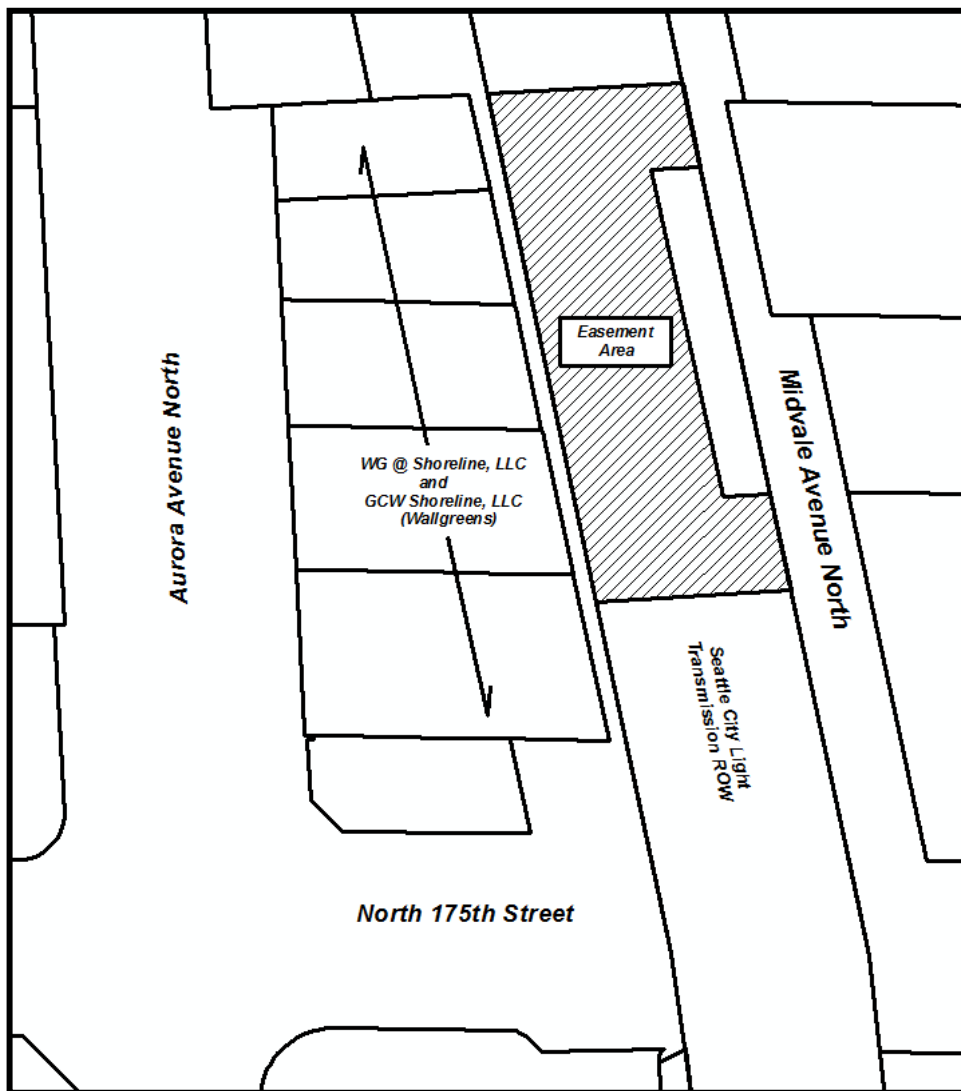 Easement
Area
Aurora Avenue North
WG @ Shoreline, LLC
and
GCW Shoreline, LLC
(Wallgreens)
Midvale Avenue North
Seattle City Light
Transmission ROW
North 175th Street